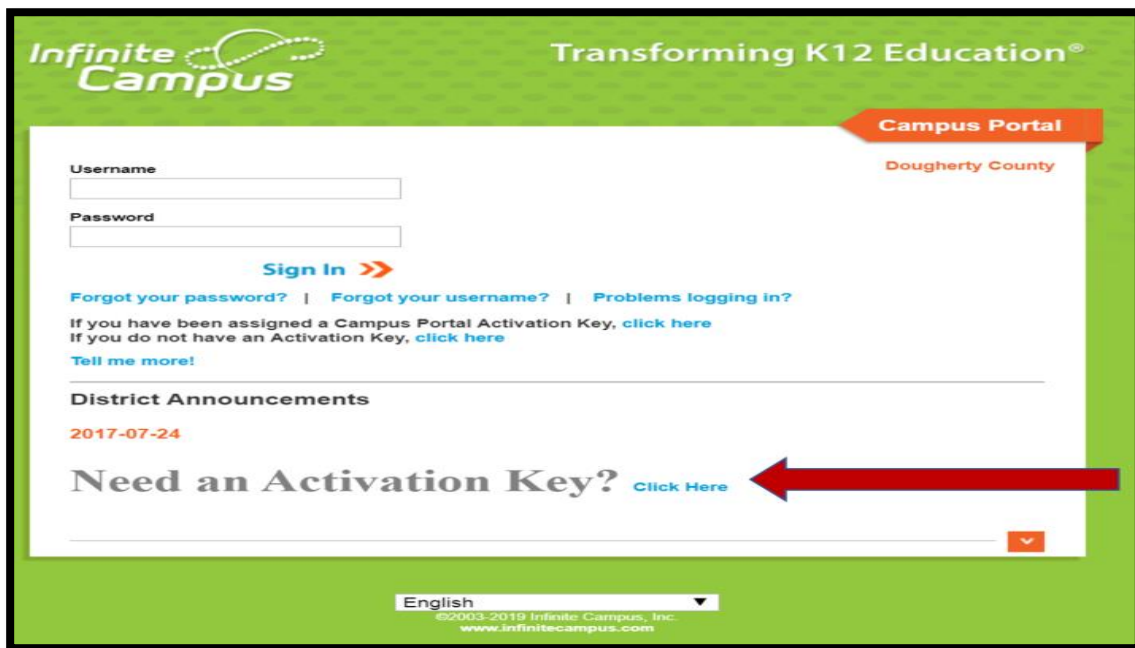 Infinite
Campus
Transforming K12 Education®
Campus Portal
Dougherty County
Username
Password
Sign In
Forgot your password? | Forgot your username? | Problems logging in?
If you have been assigned a Campus Portal Activation Key, click here
If you do not have an Activation Key, click here
Tell me more!
District Announcements
2017-07-24
Need an Activation Key? Click Here
English
©2003-2019 Infinite Campus, Inc.
www.infinitecampus.com